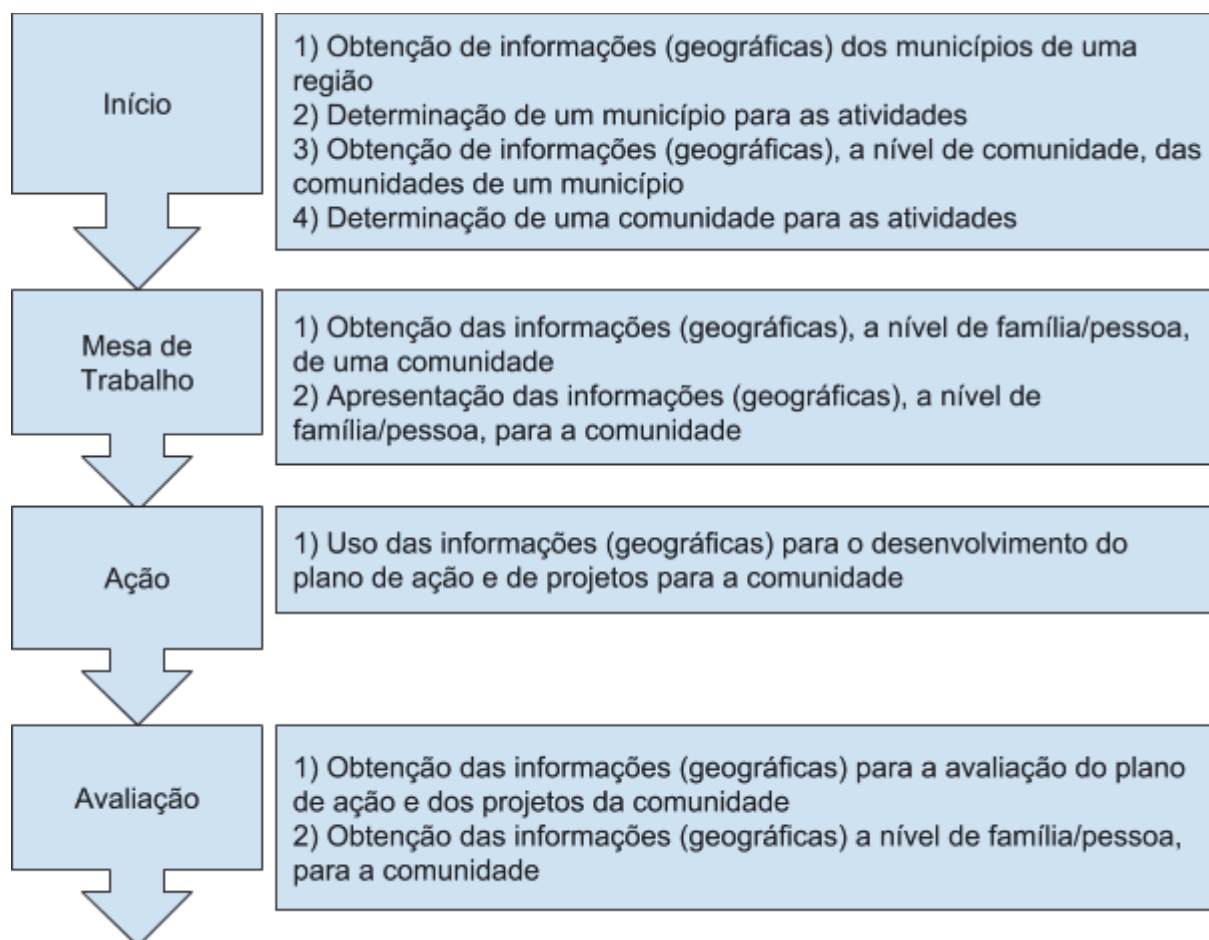 Início
1) Obtenção de informações (geográficas) dos municípios de uma
região
2) Determinação de um município para as atividades
3) Obtenção de informações (geográficas), a nível de comunidade, das
comunidades de um município
4) Determinação de uma comunidade para as atividades
Mesa de
Trabalho
1) Obtenção das informações (geográficas), a nível de família/pessoa,
de uma comunidade
2) Apresentação das informações (geográficas), a nível de
família/pessoa, para a comunidade
Ação
1) Uso das informações (geográficas) para o desenvolvimento do
plano de ação e de projetos para a comunidade
Avaliação
1) Obtenção das informações (geográficas) para a avaliação do plano
de ação e dos projetos da comunidade
2) Obtenção das informações (geográficas) a nível de família/pessoa,
para a comunidade